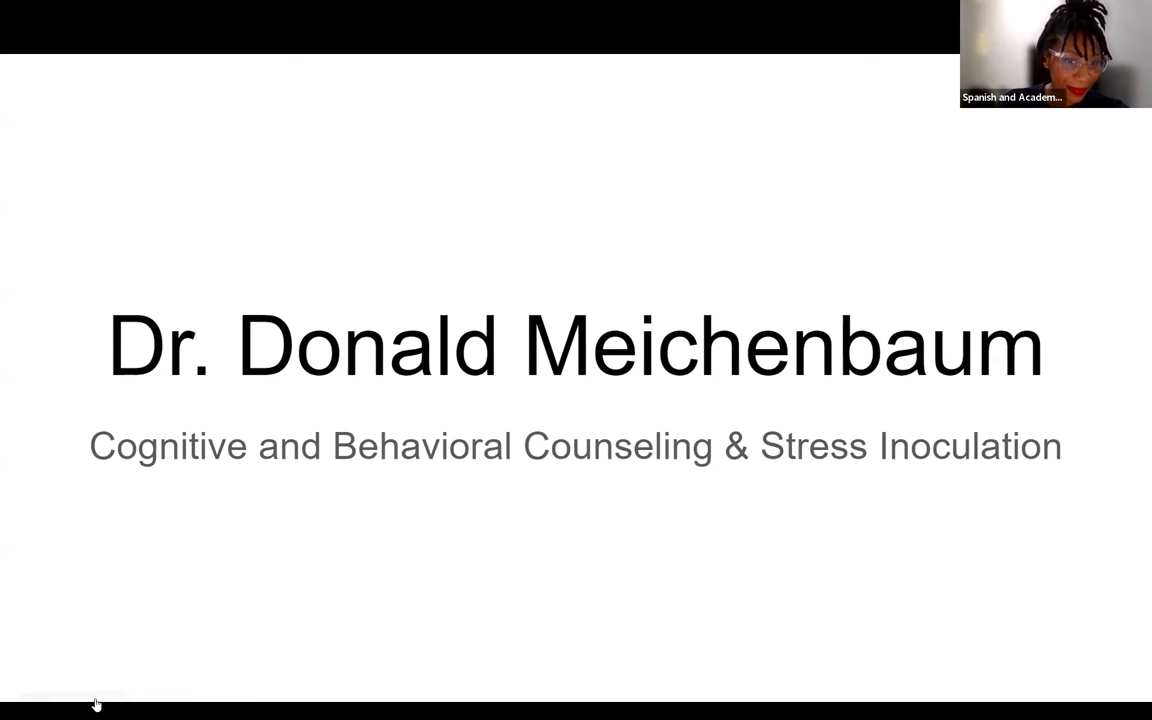 Spanish and Academ...
Dr. Donald Meichenbaum
Cognitive and Behavioral Counseling & Stress Inoculation